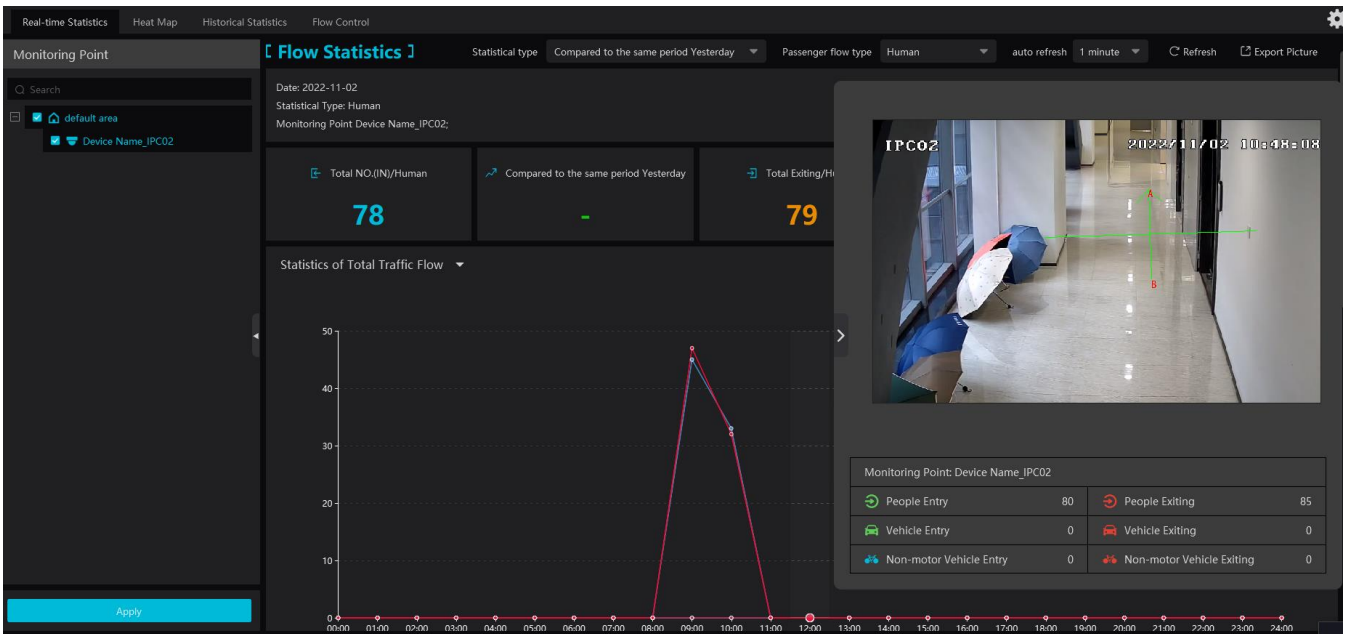 Real-time Statistics Heat Map Historical Statistics Flow Control
Monitoring Point
Search
default area
Device Name_IPC02
Apply
[ Flow Statistics ] Statistical type Compared to the same period Yesterday Passenger flow type Human auto refresh 1 minute Refresh Export Picture
Date: 2022-11-02
Statistical Type: Human
Monitoring Point Device Name_IPC02;
Total NO.(IN)/Human Compared to the same period Yesterday Total Exiting/H
78 - 79
Statistics of Total Traffic Flow
50
40
30
20
10
0
00:00 01:00 02:00 03:00 04:00 05:00 06:00 07:00 08:00 09:00 10:00 11:00 12:00 13:00 14:00 15:00 16:00 17:00 18:00 19:00 20:00 21:00 22:00 23:00 24:00
IPC02 2022/11/02 10:48:08
A
B
Monitoring Point: Device Name_IPC02
People Entry 80 People Exiting 85
Vehicle Entry 0 Vehicle Exiting 0
Non-motor Vehicle Entry 0 Non-motor Vehicle Exiting 0